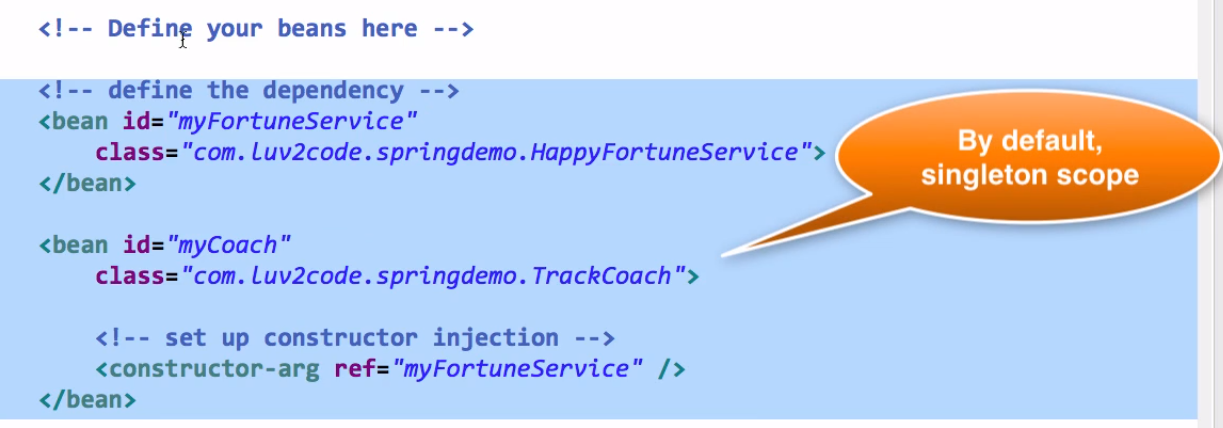 <!-- Define your beans here -->
<!-- define the dependency -->
<bean id="myFortuneService"
class="com.luv2code.springdemo.HappyFortuneService">
</bean>
By default,
singleton scope
<bean id="myCoach"
class="com.luv2code.springdemo.TrackCoach">
<!-- set up constructor injection -->
<constructor-arg ref="myFortuneService" />
</bean>